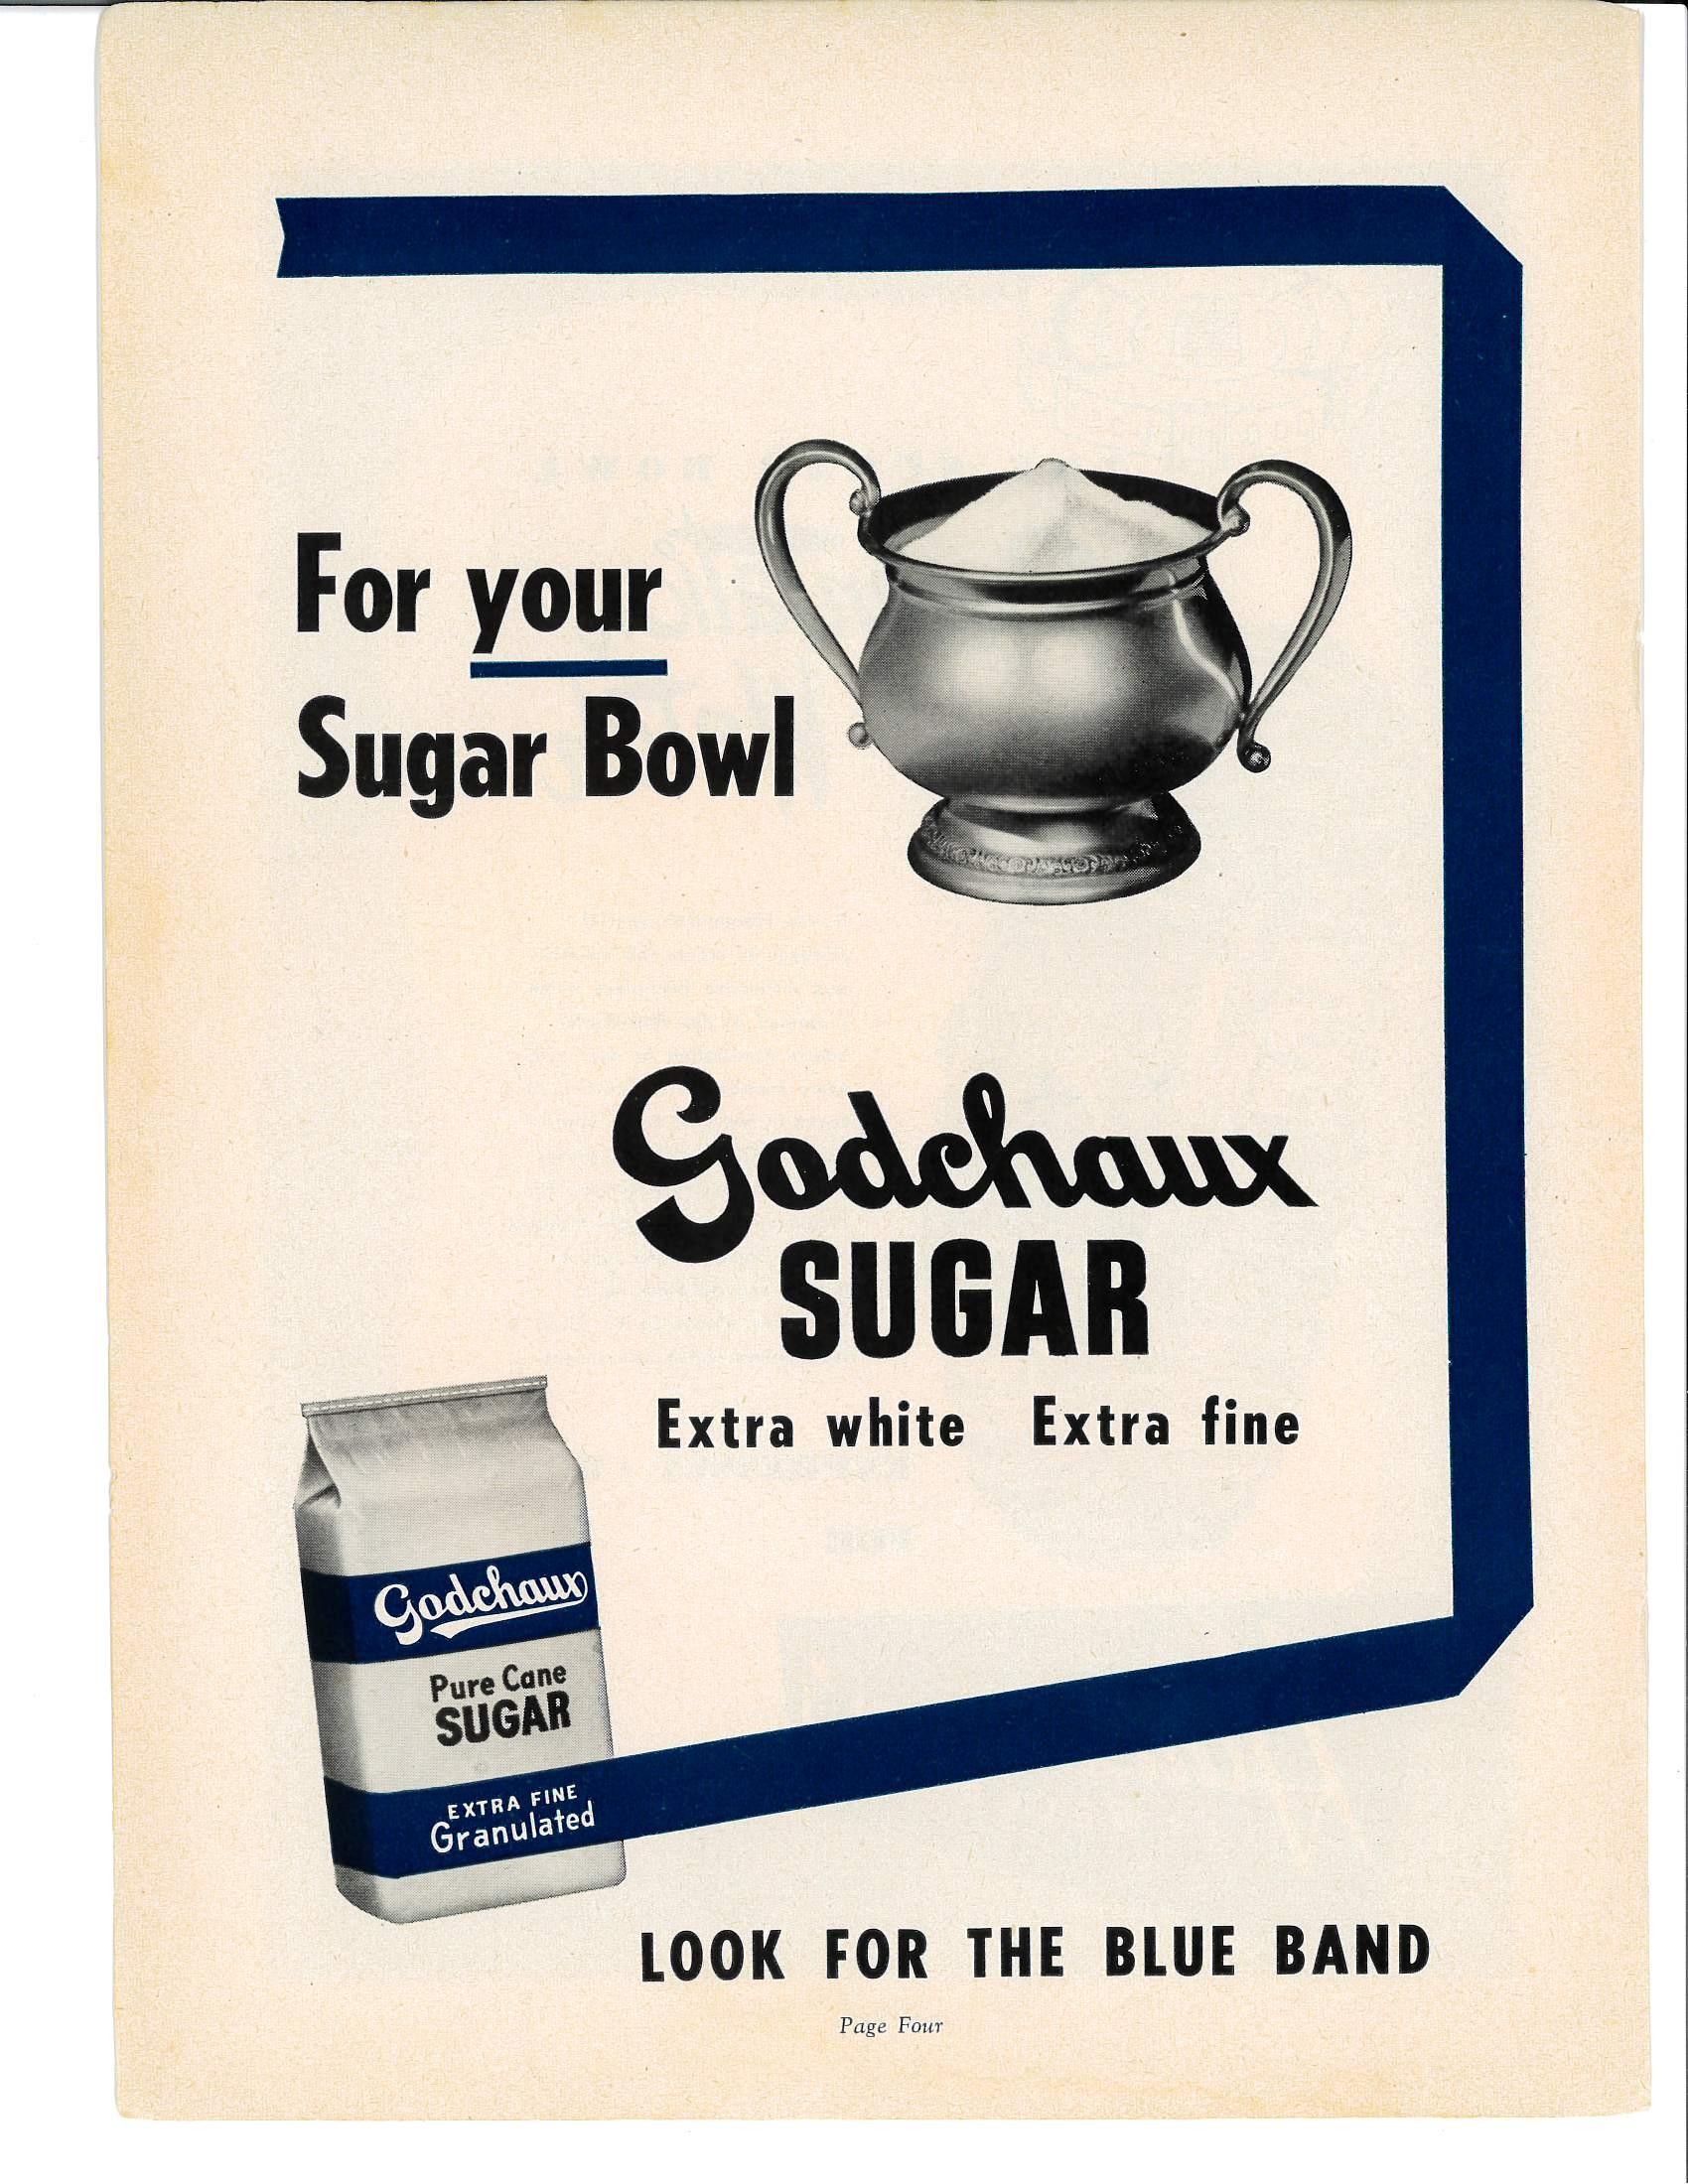 For your
Sugar Bowl
Godchaux
SUGAR
Extra white Extra fine
Godchaux
Pure Cane
SUGAR
EXTRA FINE
Granulated
LOOK FOR THE BLUE BAND
Page Four